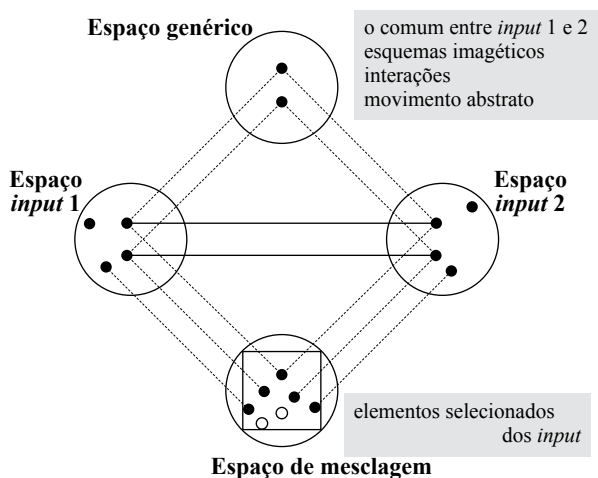 Espaço genérico
o comum entre input 1 e 2
esquemas imagéticos
interações
movimento abstrato
Espaço
input 1
Espaço
input 2
elementos selecionados
dos input
Espaço de mesclagem